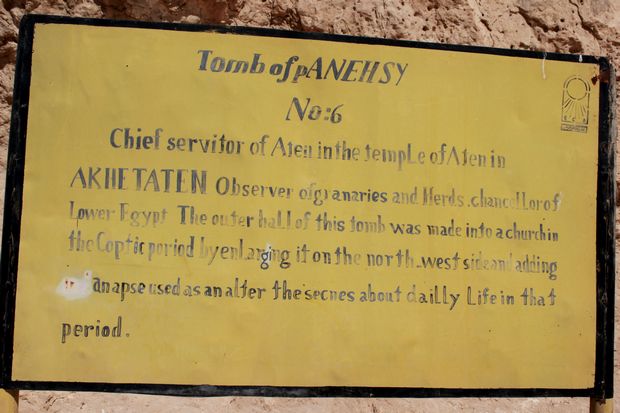 Tomb of pANEHSY
No:6
Chief servitor of Aten in the temple of Aten in
AKHETATEN Observer of granaries and Herds. chancellor of
Lower Egypt The outer hall of this tomb was made into a church in
the Coptic period by enlarging it on the north-west side and adding
an apse used as an alter the secnes about dailly Life in that
period.